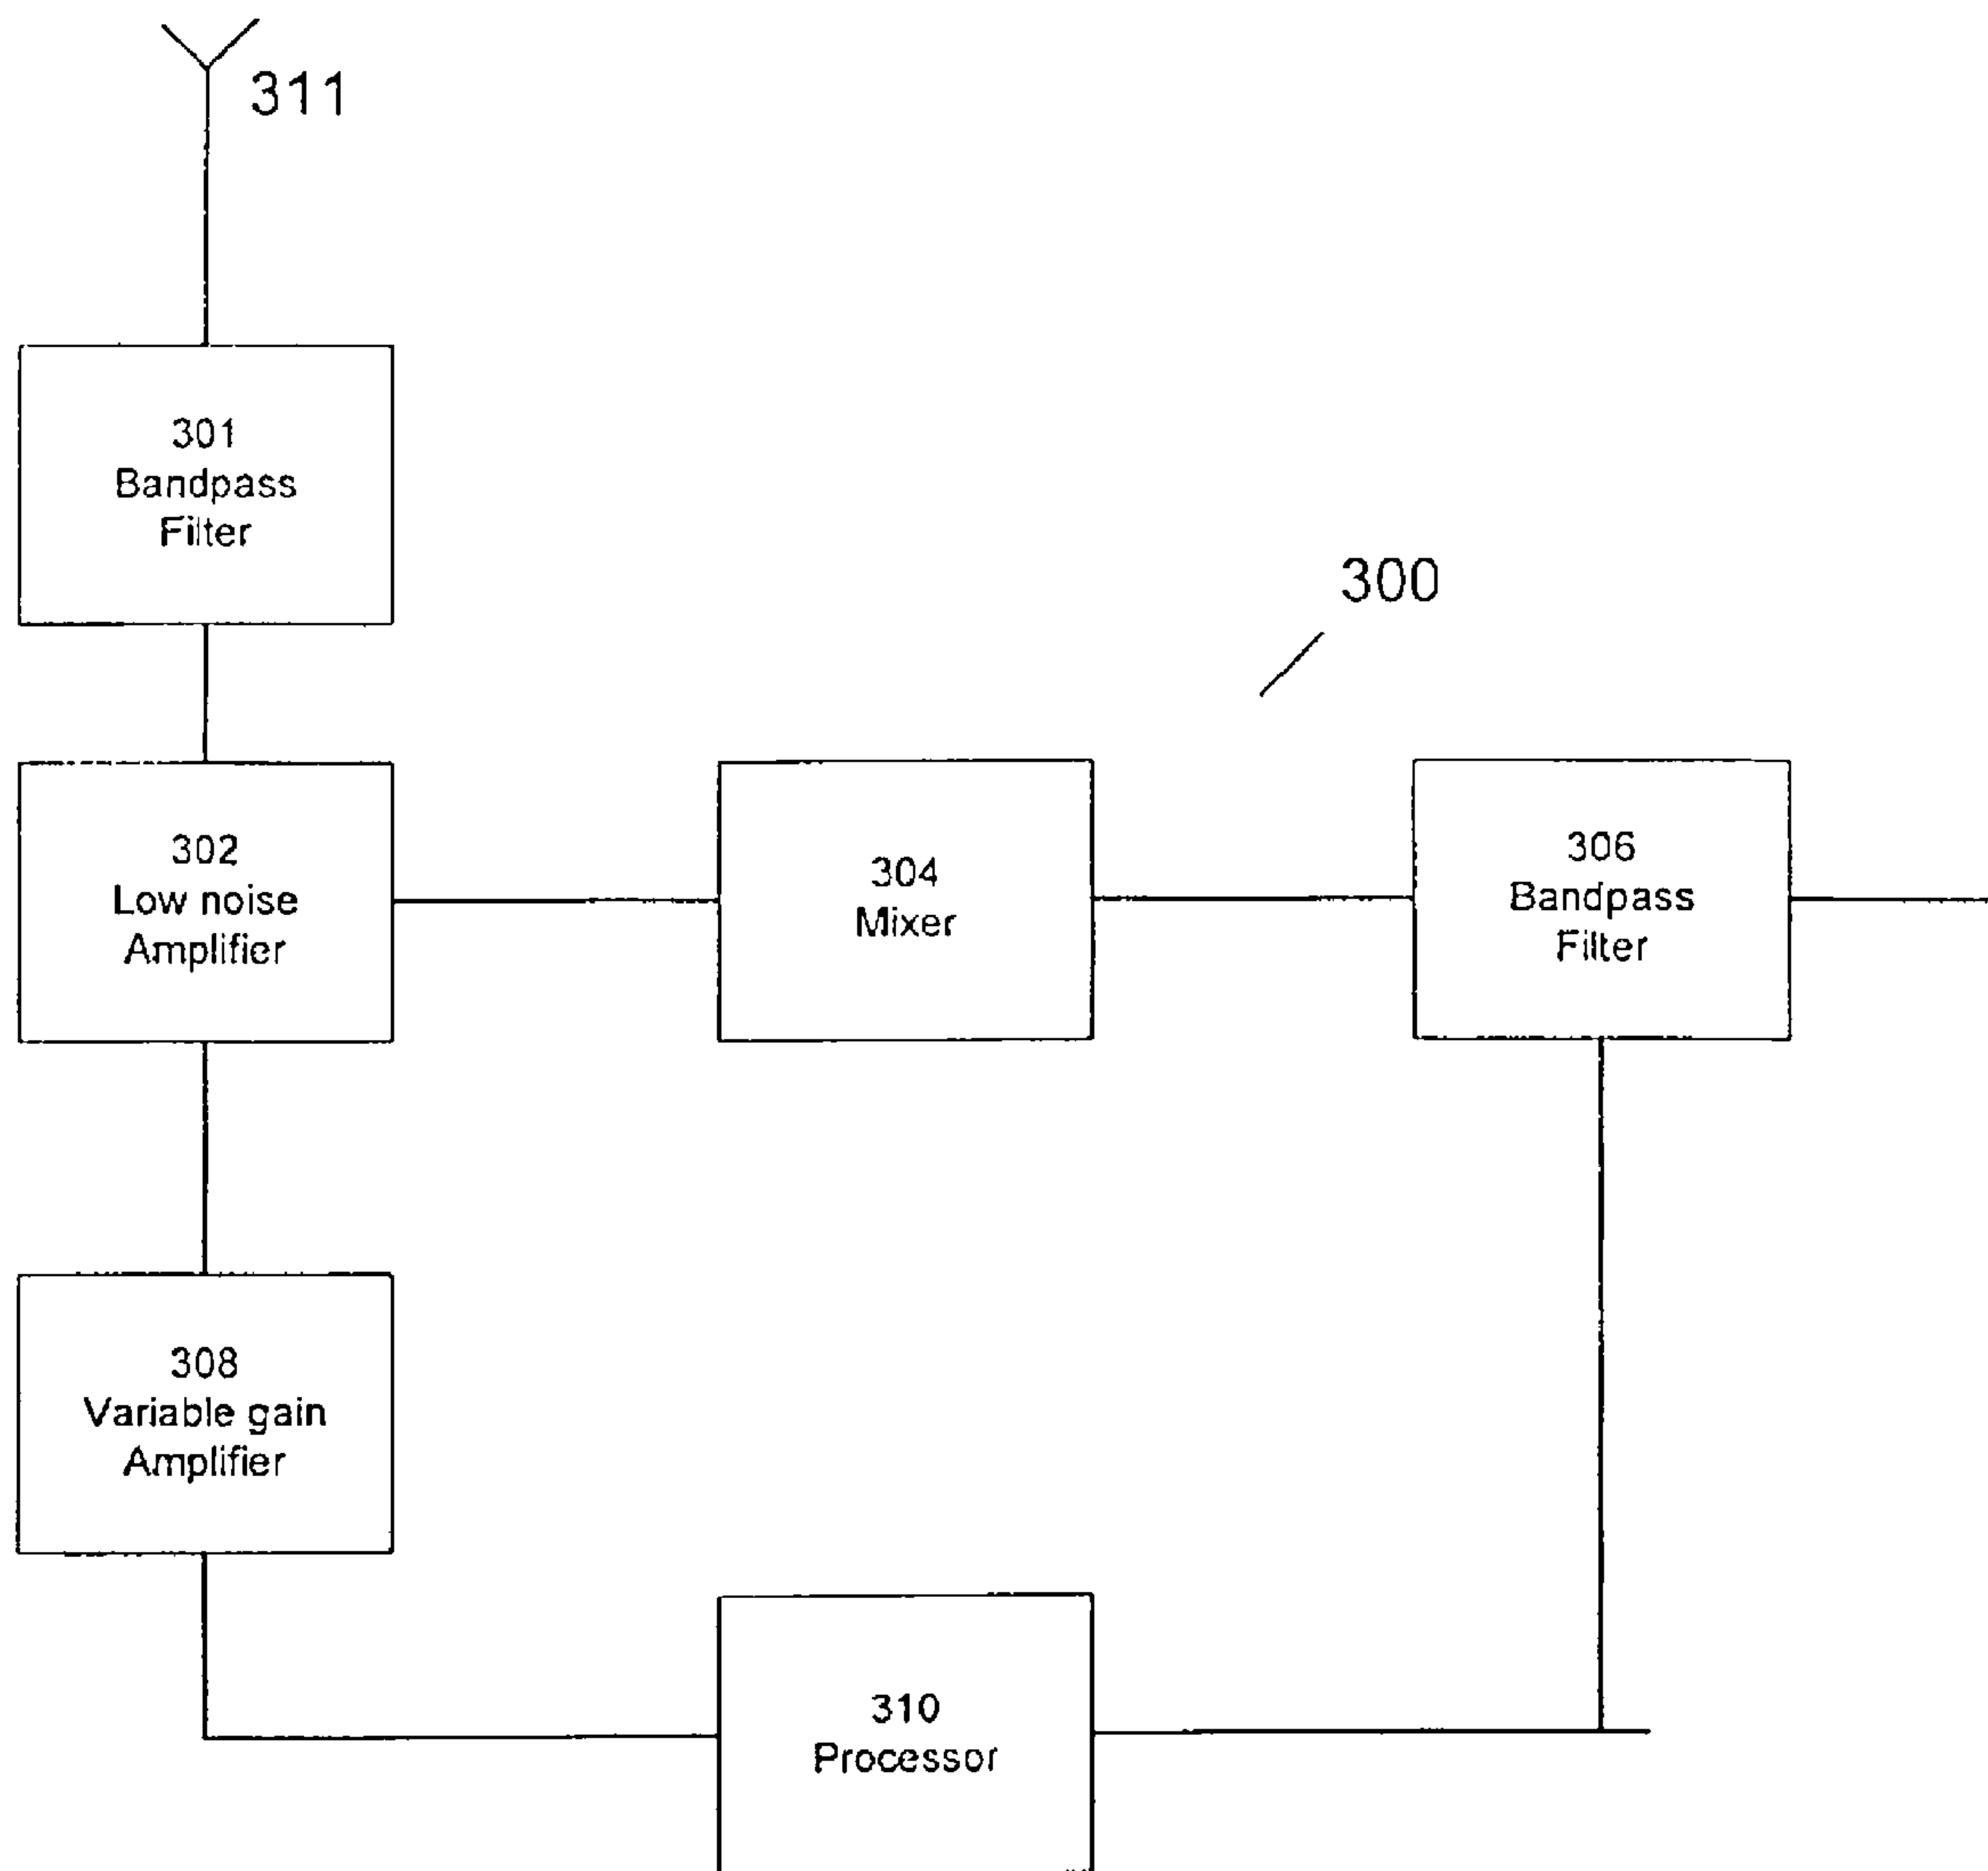 311
301
Bandpass
Filter
300
302
Low noise
Amplifier
304
Mixer
306
Bandpass
Filter
308
Variable gain
Amplifier
310
Processor